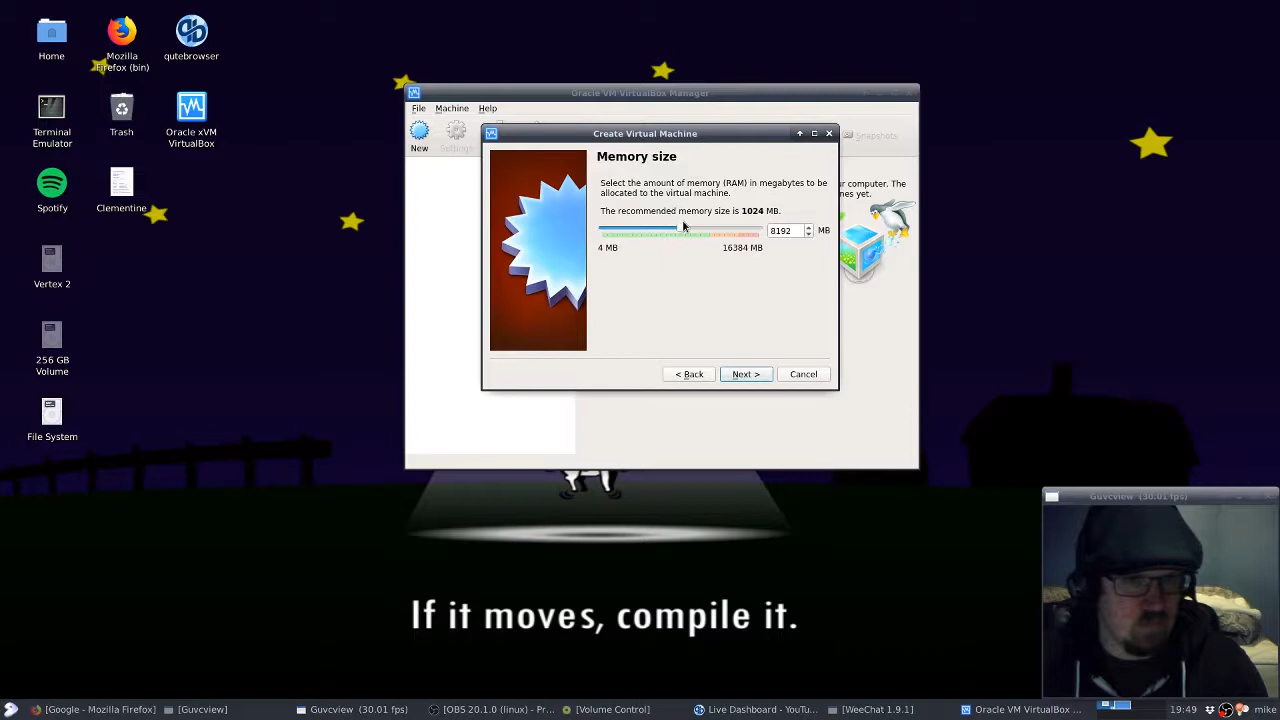 Home
Mozilla
Firefox (bin)
qutebrowser
Terminal
Emulator
Trash
Oracle xVM
VirtualBox
Spotify
Clementine
Vertex 2
256 GB
Volume
File System
Oracle VM VirtualBox Manager
File Machine Help
New
Settings
Snapshots
Create Virtual Machine
Memory size
Select the amount of memory (RAM) in megabytes to be
allocated to the virtual machine.
The recommended memory size is 1024 MB.
8192 MB
4 MB 16384 MB
< Back Next > Cancel
your computer. The
yet.
Guvcview (30.01 fps)
If it moves, compile it.
[Google - Mozilla Firefox] [Guvcview] Guvcview (30.01 fps) [OBS 20.1.0 (linux) - Pr... [Volume Control] Live Dashboard - YouTu... [WeeChat 1.9.1] Oracle VM VirtualBox ... 19:49 mike